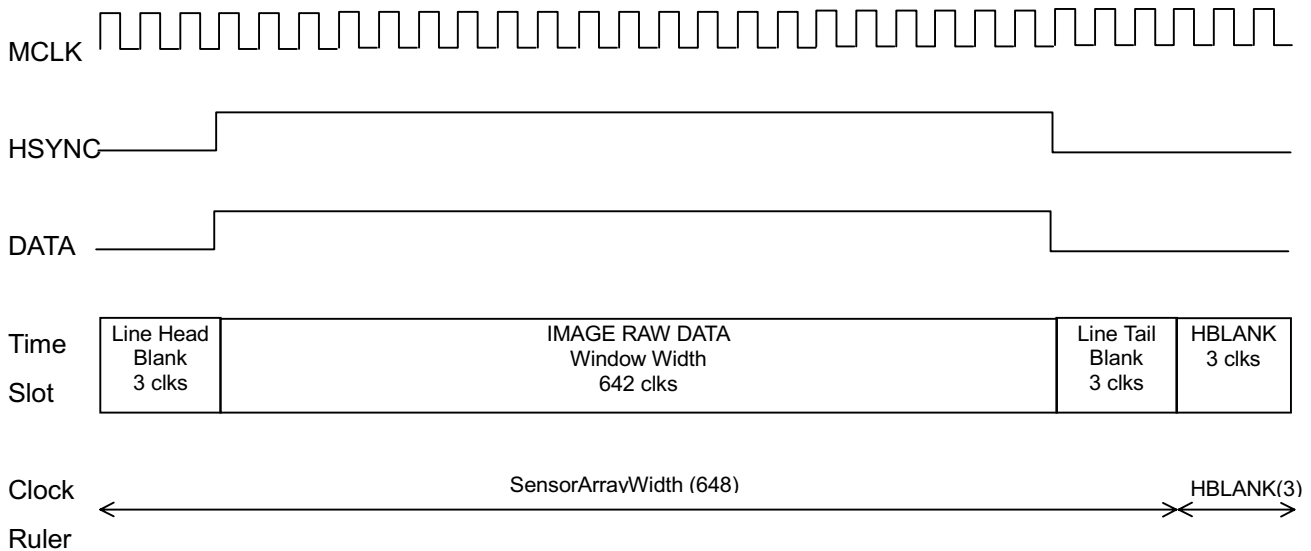 MCLK
HSYNC
DATA
Time
Slot
Line Head
Blank
3 clks
IMAGE RAW DATA
Window Width
642 clks
Line Tail
Blank
3 clks
HBLANK
3 clks
Clock
Ruler
SensorArrayWidth (648)
HBLANK(3)